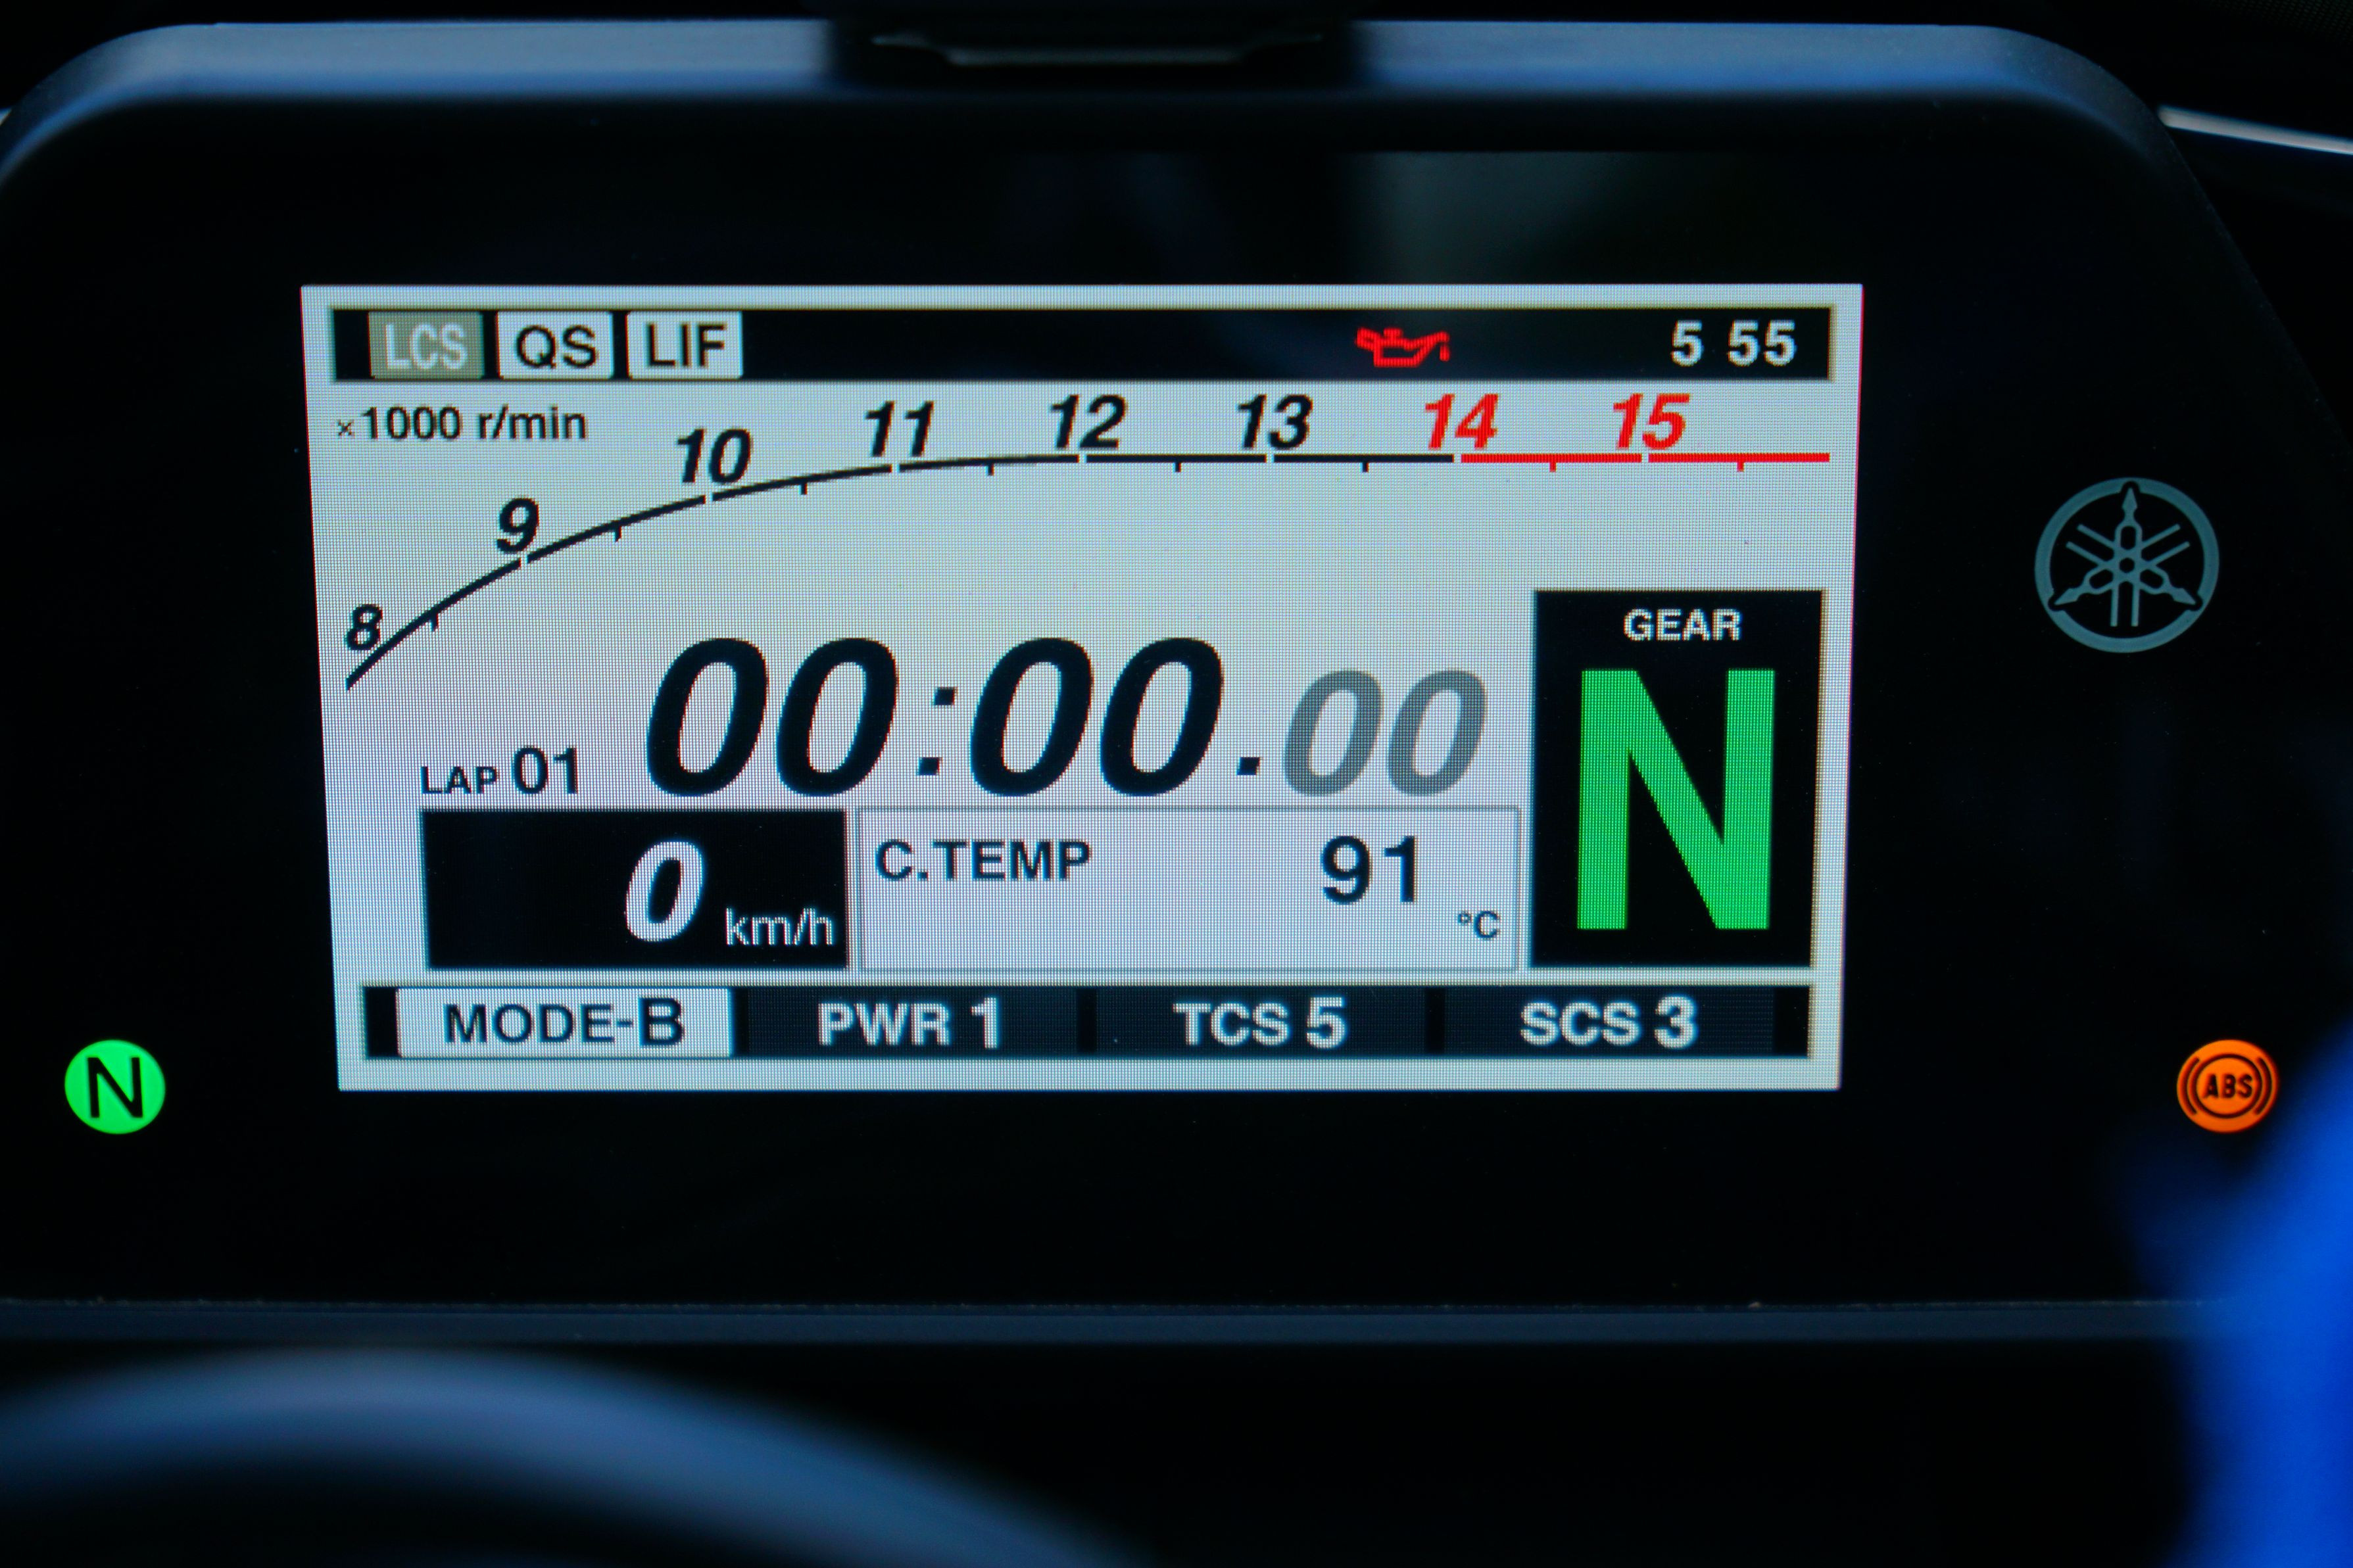 LCS QS LIF 5 55
×1000 r/min
8 9 10 11 12 13 14 15
GEAR
N
LAP 01 00:00.00
0 km/h
C.TEMP 91 °C
MODE-B PWR 1 TCS 5 SCS 3
N
ABS